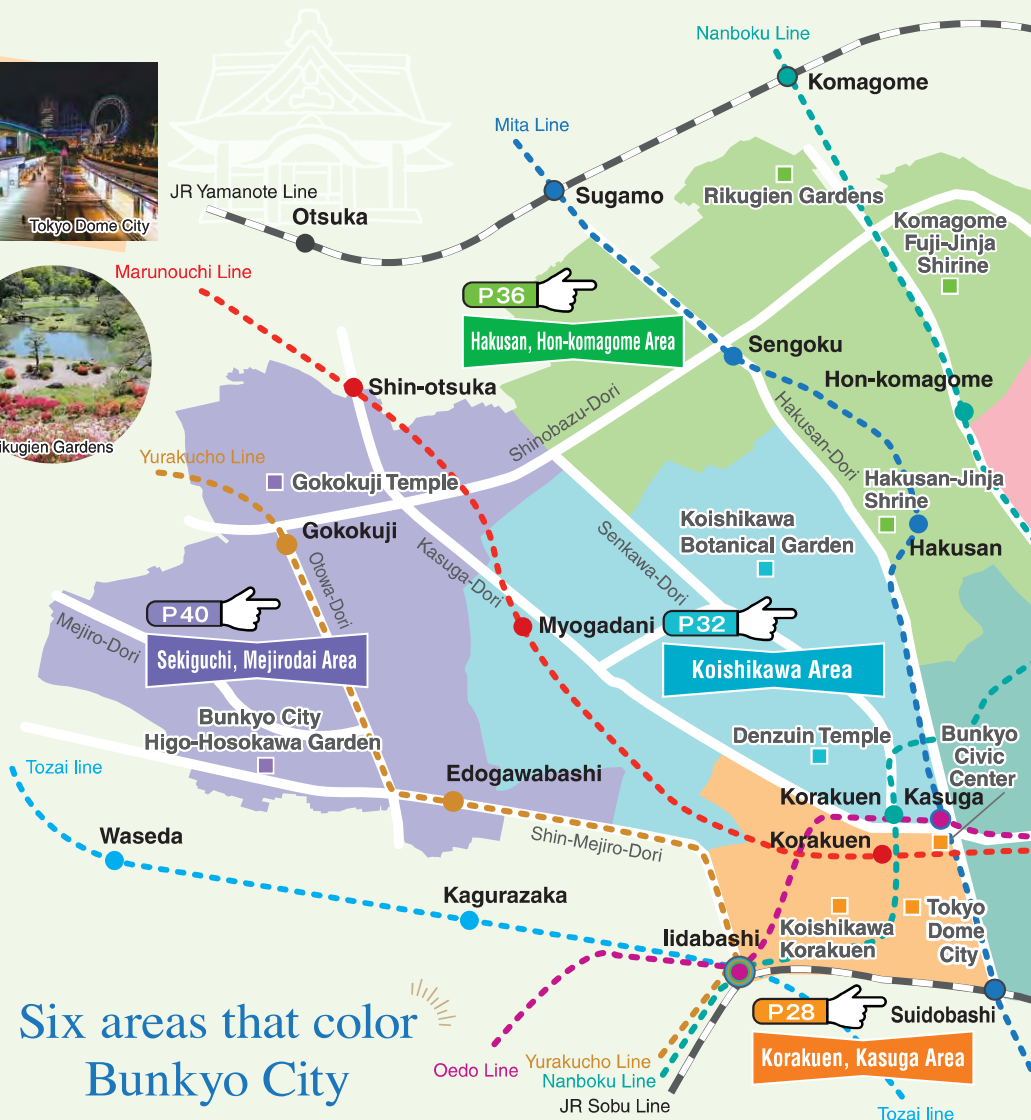 Nanboku Line
Komagome
Mita Line
Sugamo
JR Yamanote Line
Otsuka
Tokyo Dome City
Rikugien Gardens
Komagome
Fuji-Jinja
Shirine
Marunouchi Line
P36
Hakusan, Hon-komagome Area
Sengoku
Hon-komagome
Shin-otsuka
Shinobazu-Dori
Hakusan-Dori
ikugien Gardens
Yurakucho Line
Gokokuji Temple
Hakusan-Jinja
Shrine
Koishikawa
Botanical Garden
Gokokuji
Otowa-Dori
Kasuga-Dori
Senkawa-Dori
Hakusan
P40
Mejiro-Dori
Sekiguchi, Mejirodai Area
Myogadani
P32
Koishikawa Area
Bunkyo City
Higo-Hosokawa Garden
Denzuin Temple
Bunkyo
Civic
Center
Tozai line
Edogawabashi
Korakuen
Kasuga
Waseda
Shin-Mejiro-Dori
Korakuen
Kagurazaka
Iidabashi
Koishikawa
Korakuen
Tokyo
Dome
City
Six areas that color
Bunkyo City
P28
Suidobashi
Korakuen, Kasuga Area
Oedo Line
Yurakucho Line
Nanboku Line
JR Sobu Line
Tozai line